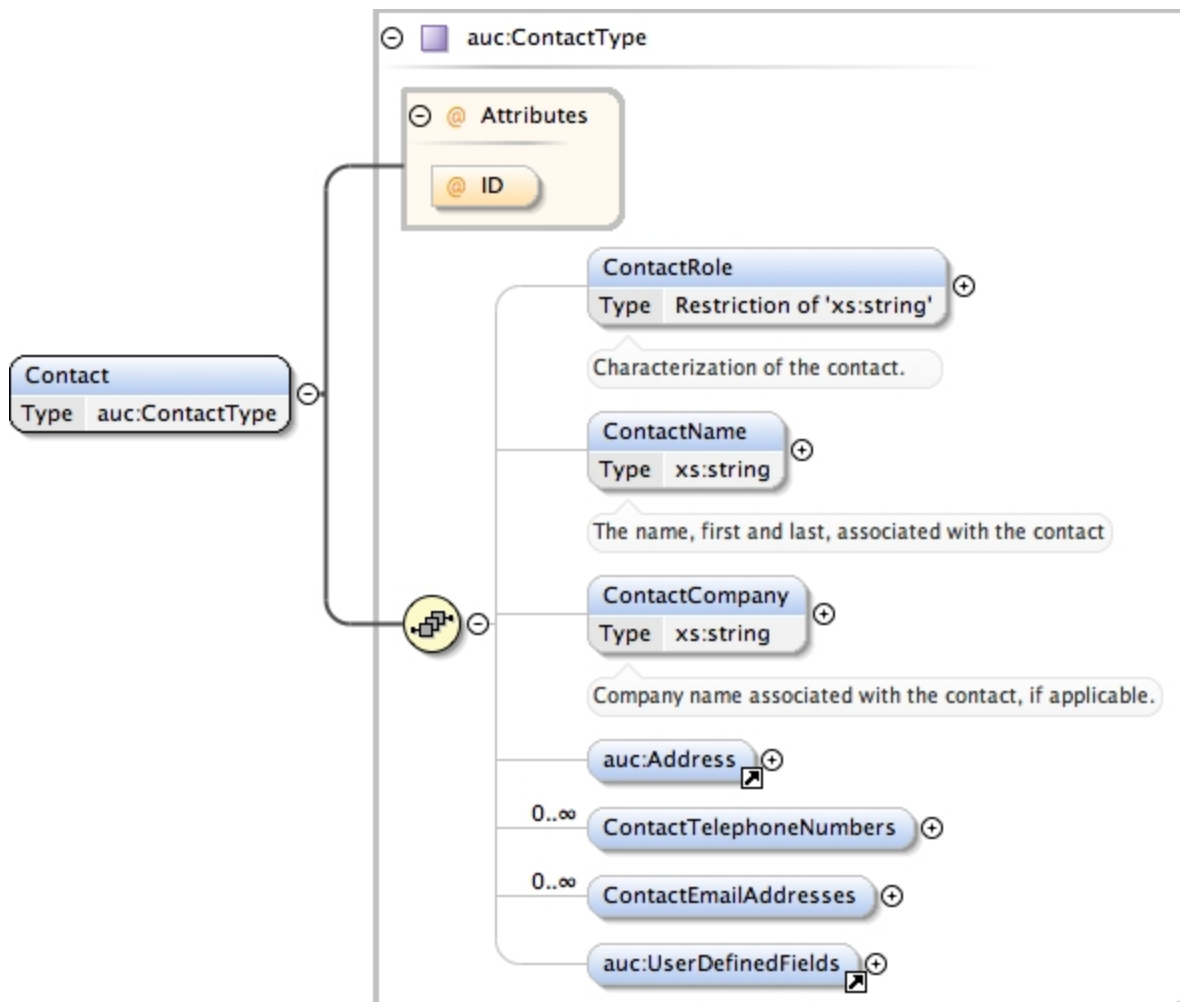 auc:ContactType
@ Attributes
@ ID
ContactRole
Type Restriction of 'xs:string'
Characterization of the contact.
Contact
Type auc:ContactType
ContactName
Type xs:string
The name, first and last, associated with the contact
ContactCompany
Type xs:string
Company name associated with the contact, if applicable.
auc:Address
0..∞
ContactTelephoneNumbers
0..∞
ContactEmailAddresses
auc:UserDefinedFields